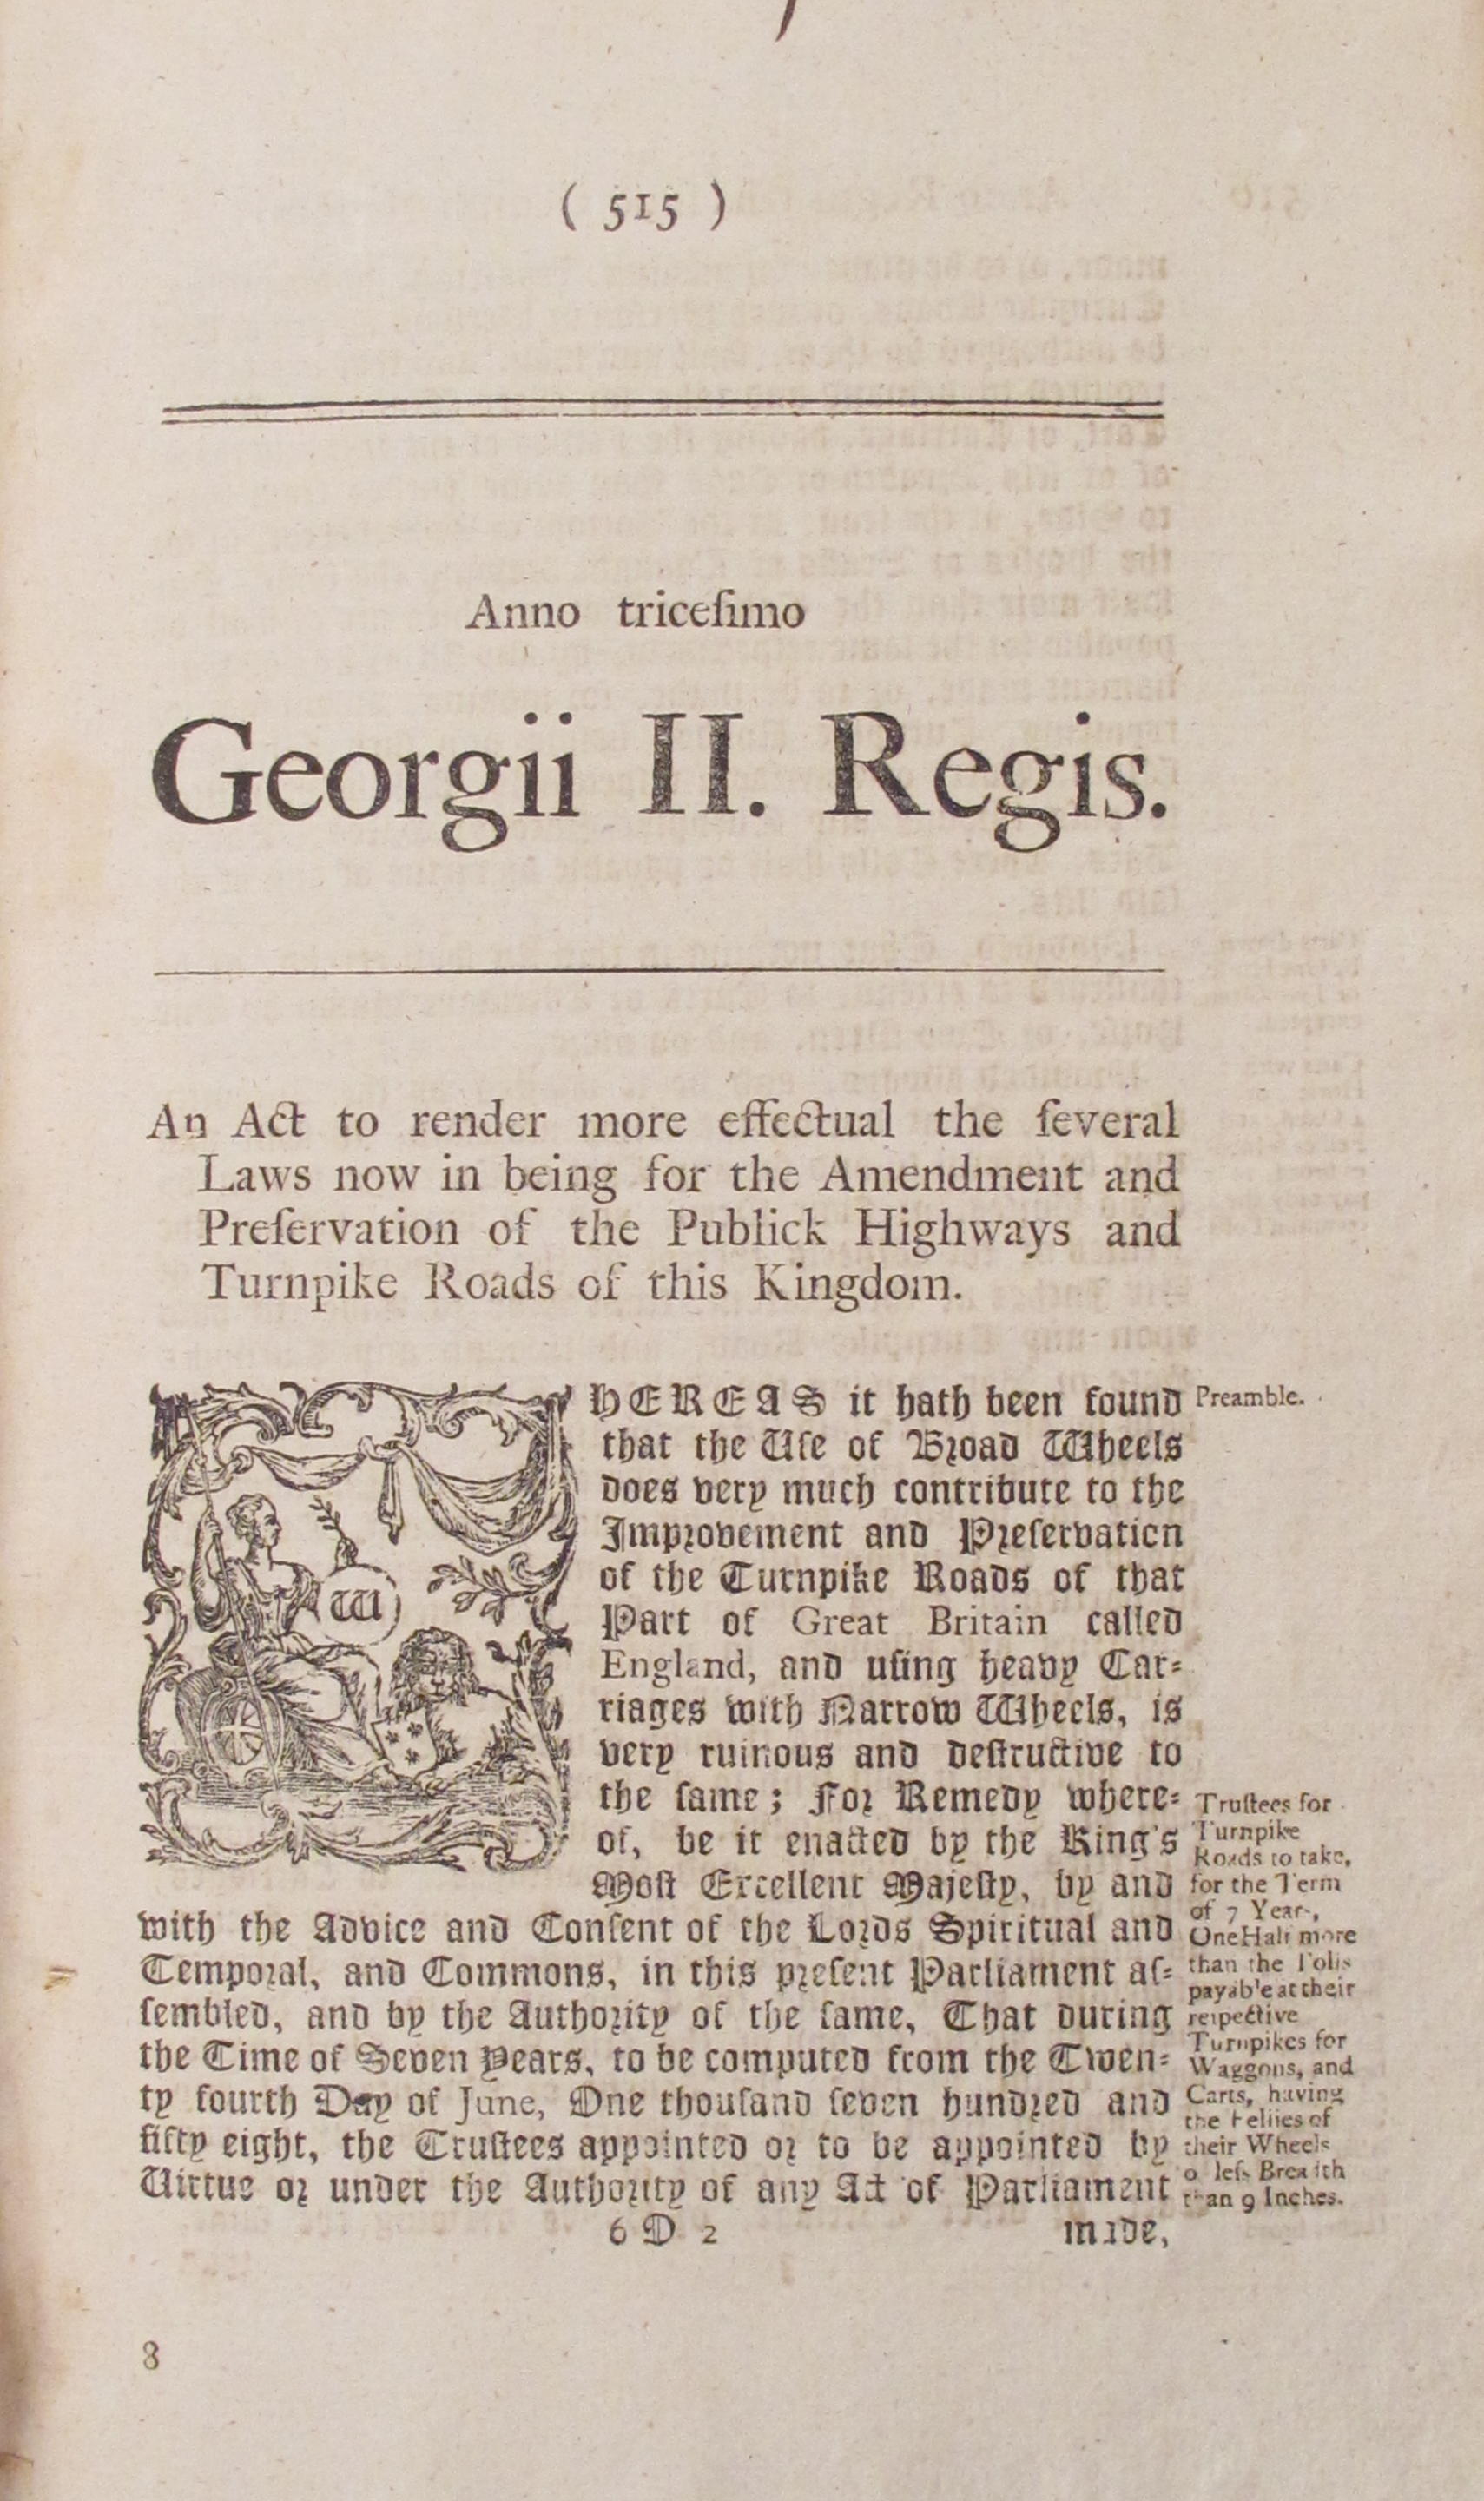 ( 515 )
Anno triceſimo
Georgii II. Regis.
An Act to render more effectual the ſeveral
Laws now in being for the Amendment and
Preſervation of the Publick Highways and
Turnpike Roads of this Kingdom.
WHEREAS it hath been found
that the Uſe of Broad Wheels
does very much contribute to the
Improvement and Preſervation
of the Turnpike Roads of that
Part of Great Britain called
England, and uſing heavy Car-
riages with Narrow Wheels, is
very ruinous and deſtructive to
the ſame; For Remedy where-
of, be it enacted by the King's
Moſt Excellent Majeſty, by and
with the Advice and Conſent of the Lords Spiritual and
Temporal, and Commons, in this preſent Parliament aſ-
ſembled, and by the Authority of the ſame, That during
the Time of Seven Years, to be computed from the Twen-
ty fourth Day of June, One thouſand ſeven hundred and
fifty eight, the Truſtees appointed or to be appointed by
Virtue or under the Authority of any Act of Parliament
6 D 2 made,
Preamble.
Truſtees for
Turnpike
Roads to take,
for the Term
of 7 Years,
One Half more
than the Tolls
payable at their
reſpective
Turnpikes for
Waggons, and
Carts, having
the Fellies of
their Wheels
of leſs Breadth
than 9 Inches.
8